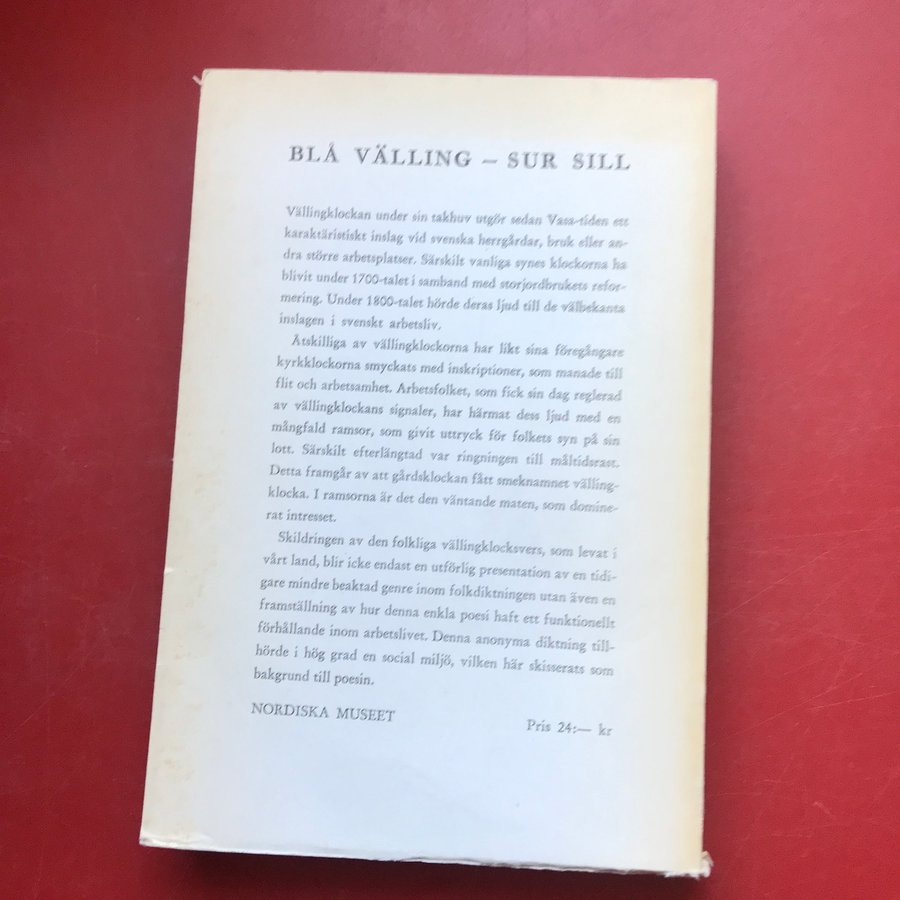 BLÅ VÄLLING – SUR SILL
Vällingklockan under sin takhuv utgör sedan Vasa-tiden ett
karaktäristiskt inslag vid svenska herrgårdar, bruk eller an-
dra större arbetsplatser. Särskilt vanliga synes klockorna ha
blivit under 1700-talet i samband med storjordbrukets refor-
mering. Under 1800-talet hörde deras ljud till de välbekanta
inslagen i svenskt arbetsliv.
Åtskilliga av vällingklockorna har likt sina föregångare
kyrkklockorna smyckats med inskriptioner, som manade till
flit och arbetsamhet. Arbetsfolket, som fick sin dag reglerad
av vällingklockans signaler, har härmat dess ljud med en
mångfald ramsor, som givit uttryck för folkets syn på sin
lott. Särskilt efterlängtad var ringningen till måltidsrast.
Detta framgår av att gårdsklockan fått smeknamnet välling-
klocka. I ramsorna är det den väntande maten, som domine-
rat intresset.
Skildringen av den folkliga vällingklocksvers, som levat i
vårt land, blir icke endast en utförlig presentation av en tidi-
gare mindre beaktad genre inom folkdiktningen utan även en
framställning av hur denna enkla poesi haft ett funktionellt
förhållande inom arbetslivet. Denna anonyma diktning till-
hörde i hög grad en social miljö, vilken här skisserats som
bakgrund till poesin.
NORDISKA MUSEET
Pris 24:— kr